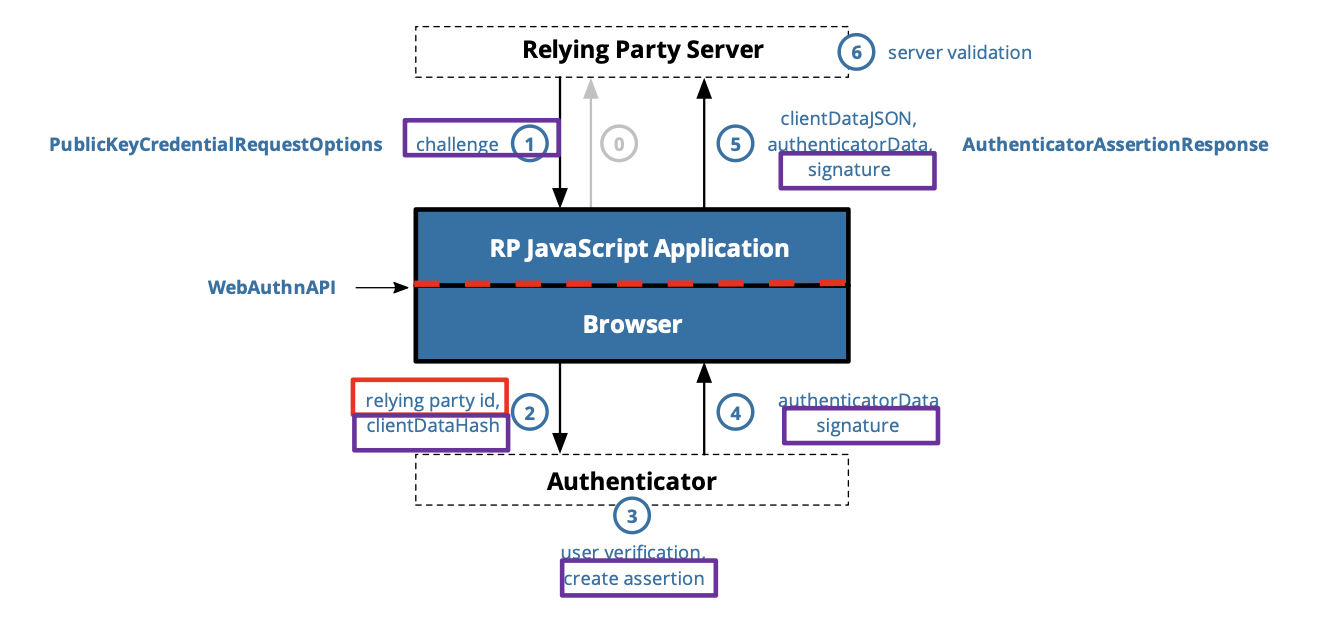 Relying Party Server
6 server validation
PublicKeyCredentialRequestOptions
challenge 1
0
5
clientDataJSON,
authenticatorData,
signature
AuthenticatorAssertionResponse
RP JavaScript Application
WebAuthnAPI
Browser
relying party id,
clientDataHash
2
4
authenticatorData
signature
Authenticator
3
user verification,
create assertion